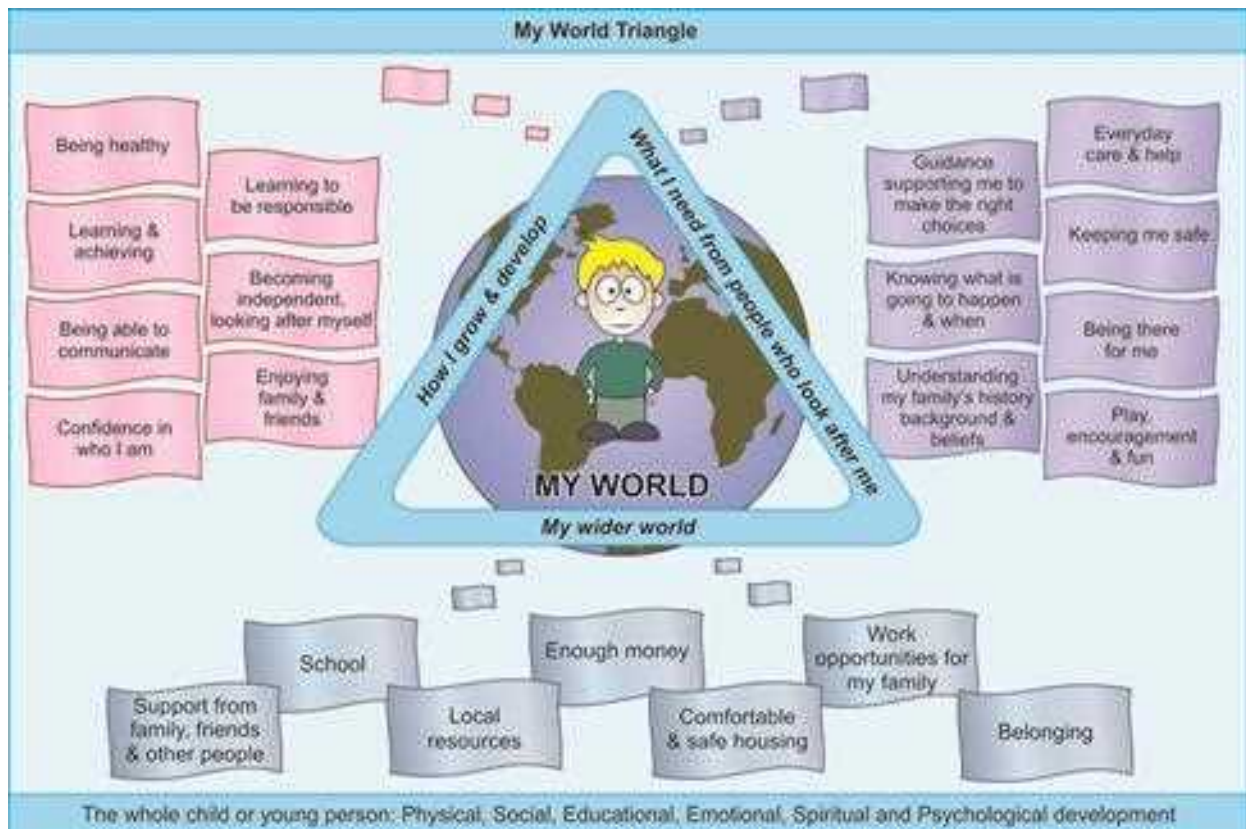 My World Triangle
Being healthy
Learning &
achieving
Being able to
communicate
Confidence in
who I am
Learning to
be responsible
Becoming
independent,
looking after myself
Enjoying
family &
friends
How I grow & develop
What I need from people who look after me
My wider world
MY WORLD
Guidance
supporting me to
make the right
choices
Knowing what is
going to happen
& when
Understanding
my family's history
background &
beliefs
Everyday
care & help
Keeping me safe
Being there
for me
Play,
encouragement
& fun
Support from
family, friends
& other people
School
Local
resources
Enough money
Comfortable
& safe housing
Work
opportunities for
my family
Belonging
The whole child or young person: Physical, Social, Educational, Emotional, Spiritual and Psychological development